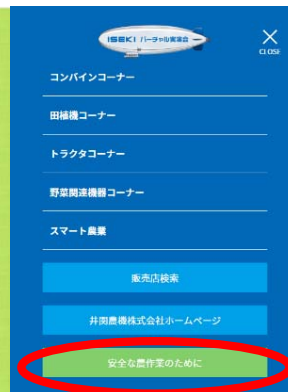 ISEKI バーチャル実演会
CLOSE
コンバインコーナー
田植機コーナー
トラクタコーナー
野菜関連機器コーナー
スマート農業
販売店検索
井関農機株式会社ホームページ
安全な農作業のために